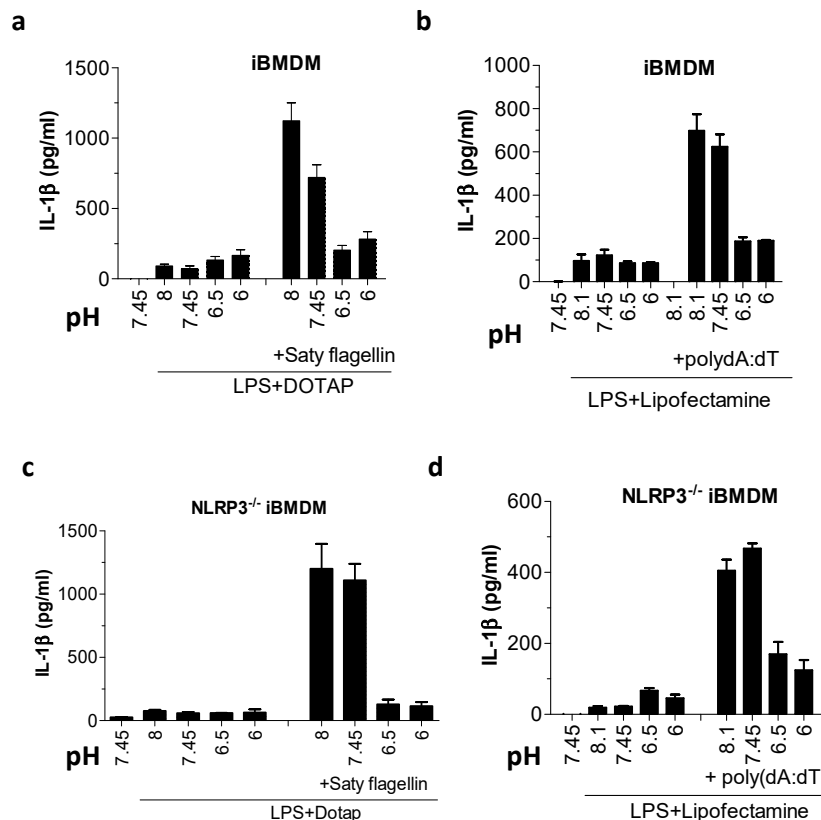 a
iBMDM
IL-1β (pg/ml)
1500
1000
500
0
pH
7.45
8
7.45
6.5
6
8
7.45
6.5
6
+Saty flagellin
LPS+DOTAP
b
iBMDM
IL-1β (pg/ml)
1000
800
600
400
200
0
pH
7.45
8.1
7.45
6.5
6
8.1
8.1
7.45
6.5
6
+polydA:dT
LPS+Lipofectamine
c
NLRP3-/- iBMDM
IL-1β (pg/ml)
1500
1000
500
0
pH
7.45
8
7.45
6.5
6
8
7.45
6.5
6
+Saty flagellin
LPS+Dotap
d
NLRP3-/- iBMDM
IL-1β (pg/ml)
600
400
200
0
pH
7.45
8.1
7.45
6.5
6
8.1
7.45
6.5
6
+ poly(dA:dT
LPS+Lipofectamine